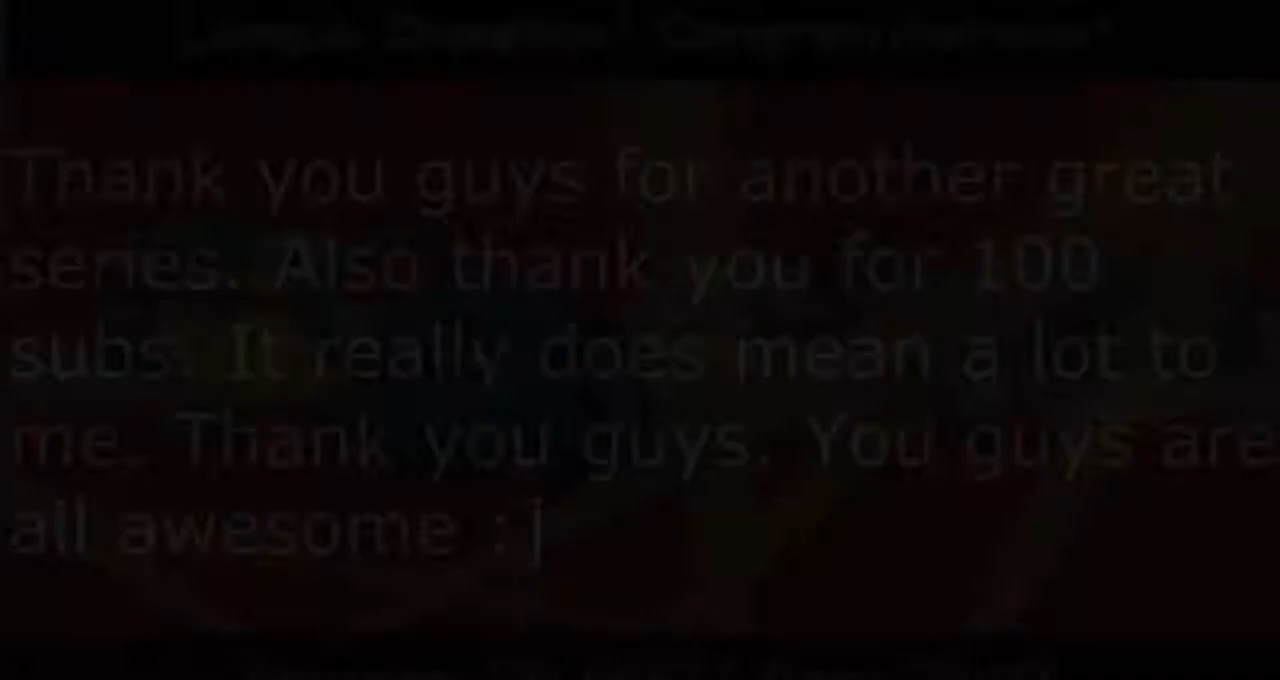 Thank you guys for another great
series. Also thank you for 100
subs. It really does mean a lot to
me. Thank you guys. You guys are
all awesome :]